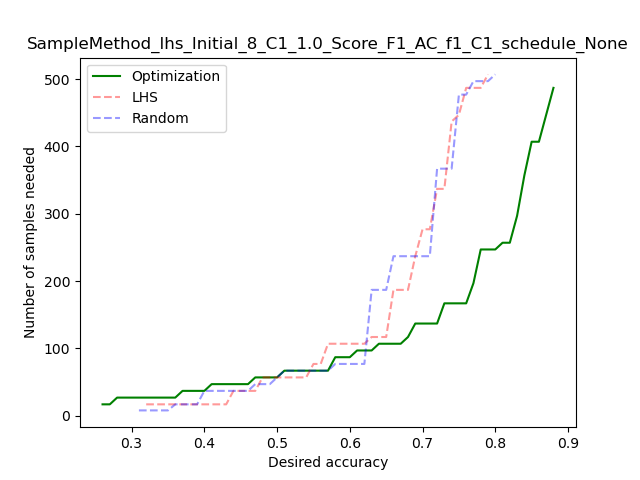 SampleMethod_lhs_Initial_8_C1_1.0_Score_F1_AC_f1_C1_schedule_None
Optimization
LHS
Random
500
400
300
200
100
0
Number of samples needed
0.3 0.4 0.5 0.6 0.7 0.8 0.9
Desired accuracy